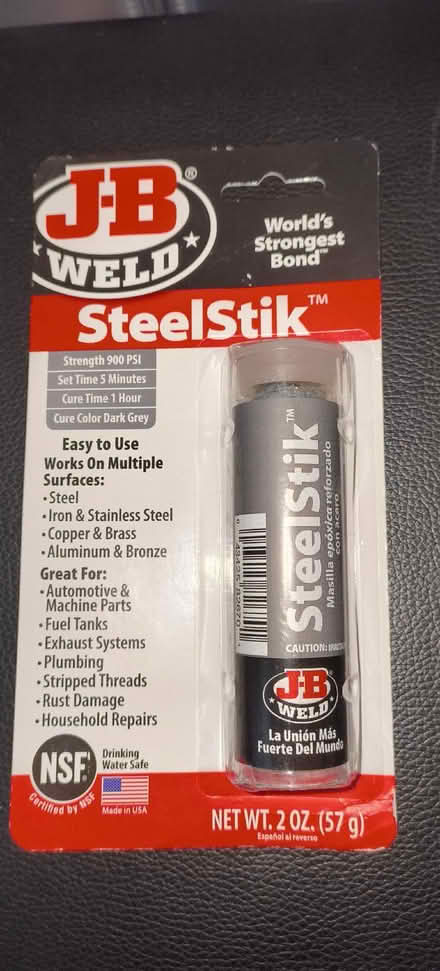 J-B®
WELD
World's
Strongest
Bond™
SteelStik™
Strength 900 PSI
Set Time 5 Minutes
Cure Time 1 Hour
Cure Color Dark Grey
Easy to Use
Works On Multiple
Surfaces:
• Steel
• Iron & Stainless Steel
• Copper & Brass
• Aluminum & Bronze
Great For:
• Automotive &
Machine Parts
• Fuel Tanks
• Exhaust Systems
• Plumbing
• Stripped Threads
• Rust Damage
• Household Repairs
NSF®
Certified by NSF
Drinking
Water Safe
Made in USA
SteelStik™
Masilla epóxica reforzado
con acero
CAUTION:
J-B
WELD
La Unión Más
Fuerte Del Mundo
NET WT. 2 OZ. (57 g)
Español al reverso